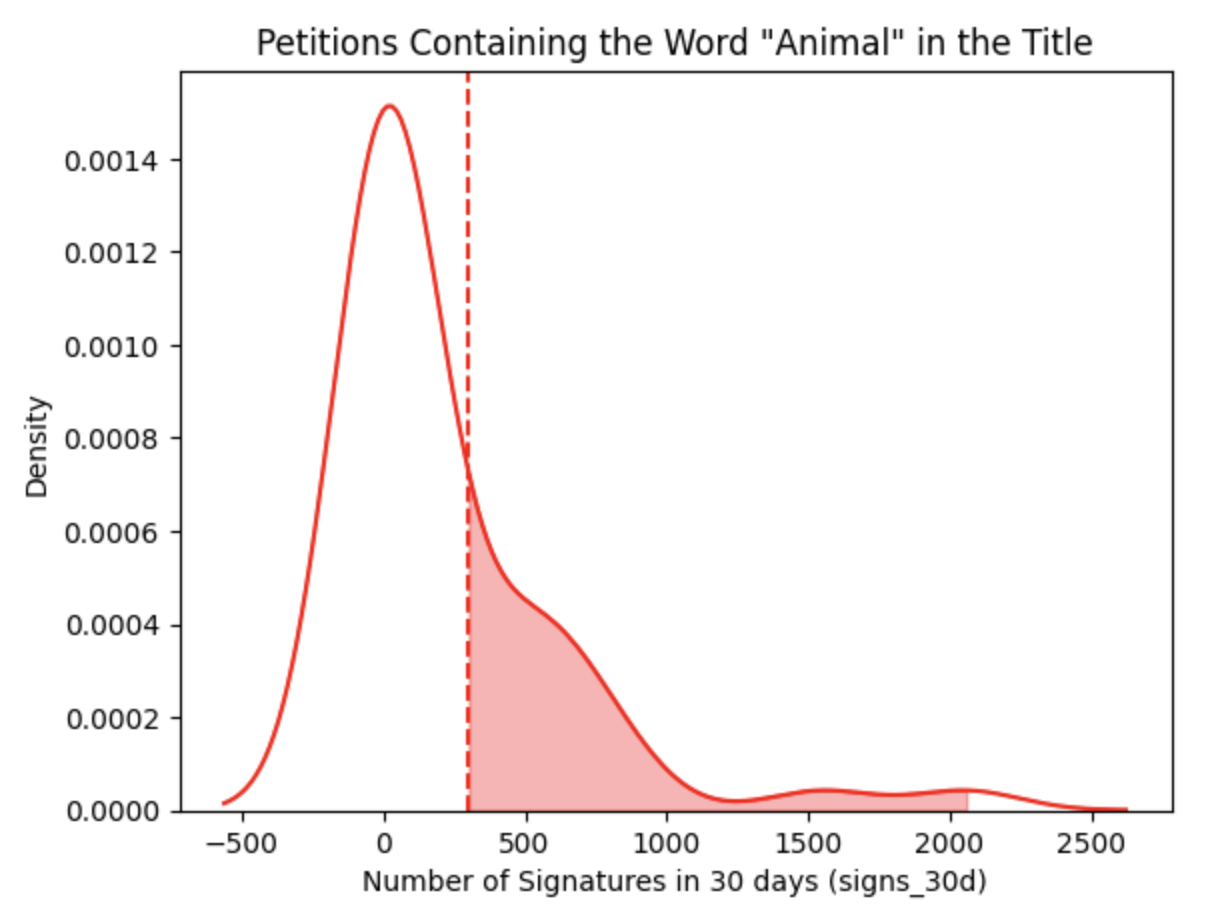 Petitions Containing the Word "Animal" in the Title
0.0014
0.0012
0.0010
0.0008
0.0006
0.0004
0.0002
0.0000
Density
−500 0 500 1000 1500 2000 2500
Number of Signatures in 30 days (signs_30d)